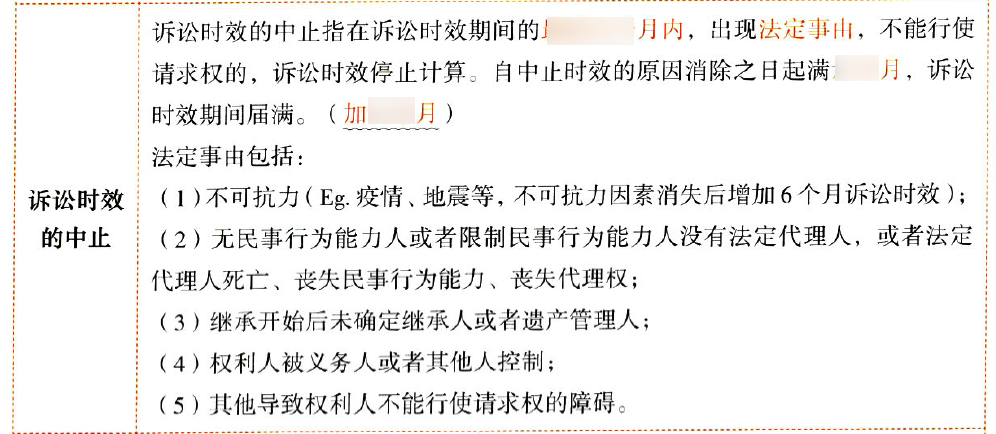 诉讼时效的中止指在诉讼时效期间的 月内，出现法定事由，不能行使
请求权的，诉讼时效停止计算。自中止时效的原因消除之日起满 月，诉讼
时效期间届满。（加 月）
法定事由包括：
（1）不可抗力（Eg. 疫情、地震等，不可抗力因素消失后增加6个月诉讼时效）；
诉讼时效
的中止
（2）无民事行为能力人或者限制民事行为能力人没有法定代理人，或者法定
代理人死亡、丧失民事行为能力、丧失代理权；
（3）继承开始后未确定继承人或者遗产管理人；
（4）权利人被义务人或者其他人控制；
（5）其他导致权利人不能行使请求权的障碍。